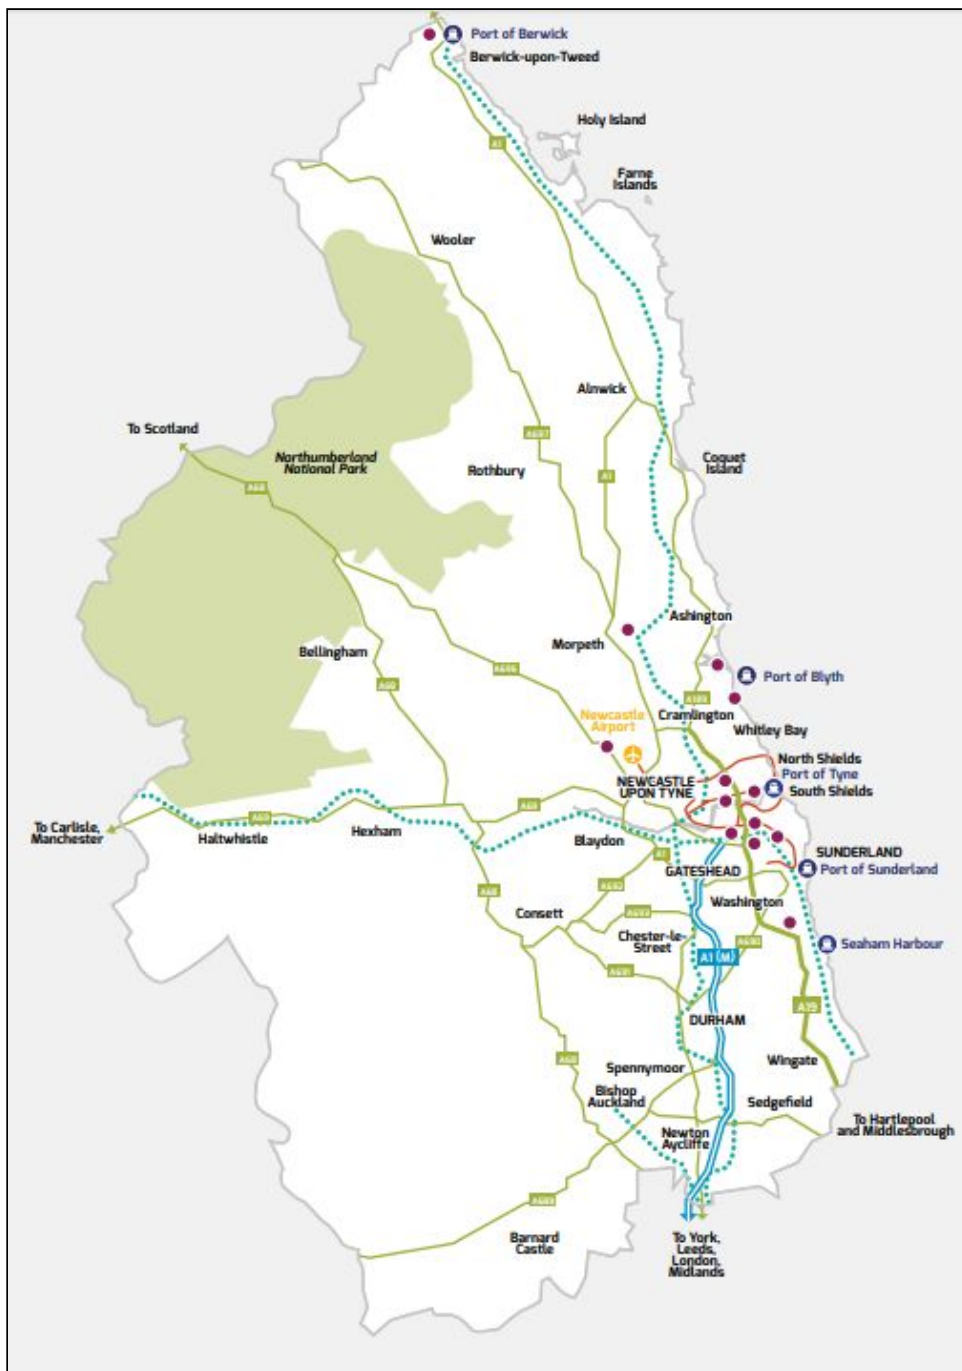 Port of Berwick
Berwick-upon-Tweed
Holy Island
A1
Farne
Islands
Wooler
Alnwick
To Scotland
A697
Northumberland
National Park
Coquet
Island
Rothbury
A1
A68
Ashington
Morpeth
Bellingham
A696
Port of Blyth
A68
A189
Newcastle
Airport
Cramlington
Whitley Bay
North Shields
Port of Tyne
NEWCASTLE
UPON TYNE
South Shields
A69
A69
To Carlisle,
Manchester
Haltwhistle
Hexham
Blaydon
A1
SUNDERLAND
GATESHEAD
Port of Sunderland
A68
A692
Washington
Consett
A693
Chester-le-
Street
A690
Seaham Harbour
A1(M)
A691
A19
DURHAM
A68
Spennymoor
Wingate
Bishop
Auckland
Sedgefield
To Hartlepool
and Middlesbrough
Newton
Aycliffe
A688
Barnard
Castle
To York,
Leeds,
London,
Midlands